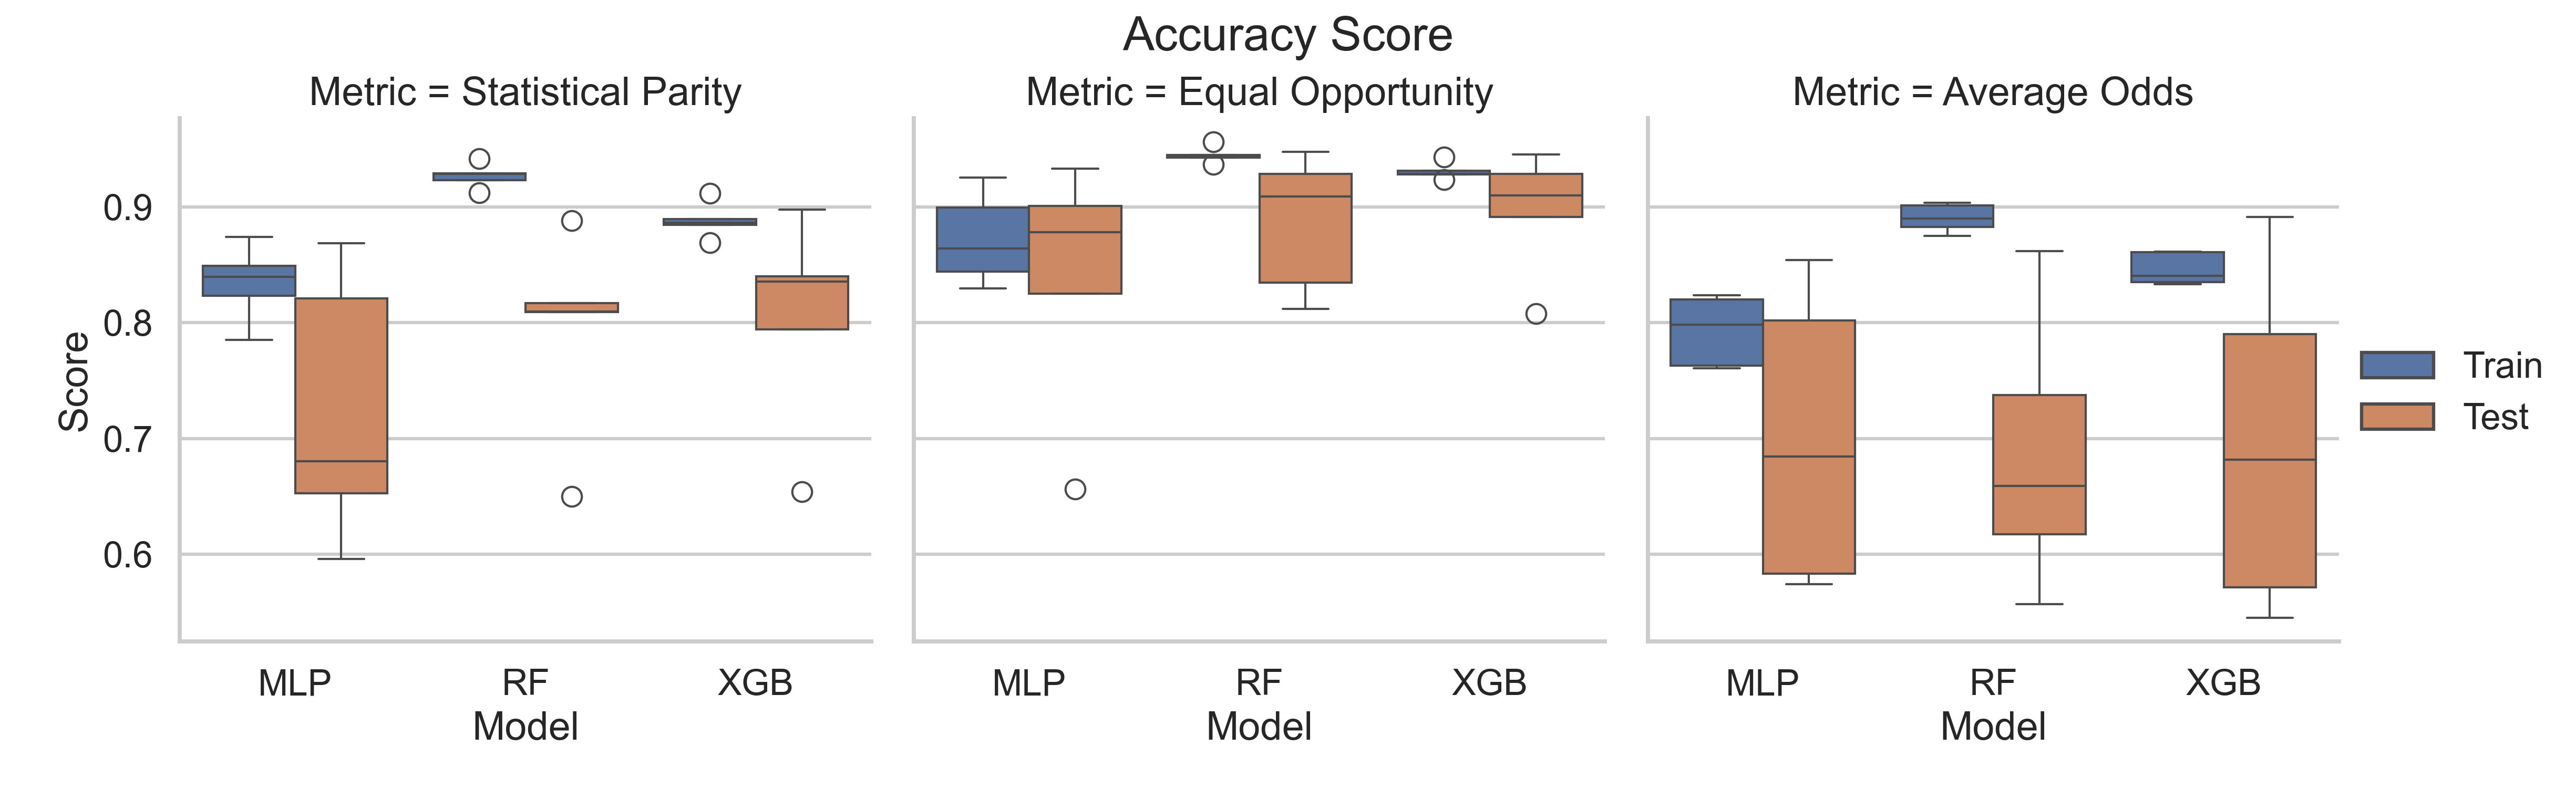 Accuracy Score
Metric = Statistical Parity
Metric = Equal Opportunity
Metric = Average Odds
Score
0.9
0.8
0.7
0.6
MLP RF XGB
Model
MLP RF XGB
Model
MLP RF XGB
Model
Train
Test